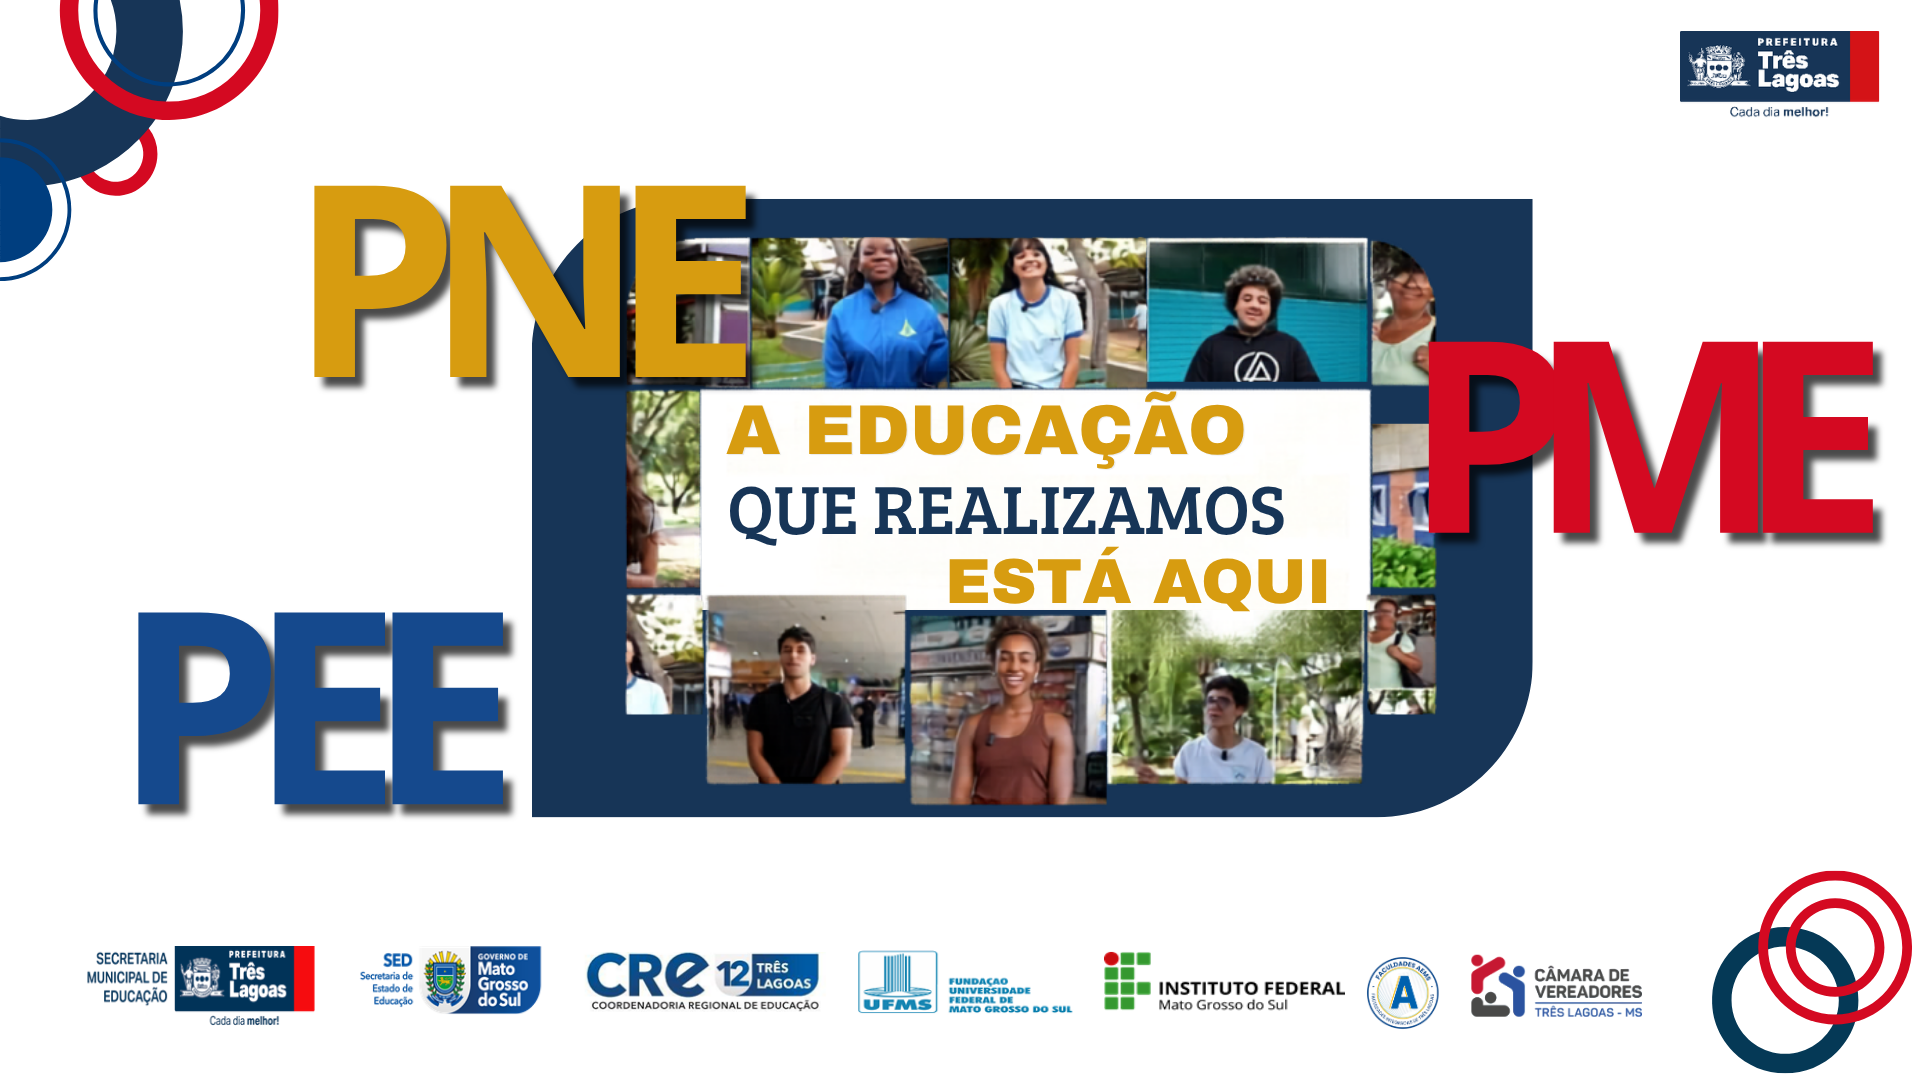 PREFEITURA
Três
Lagoas
Cada dia melhor!
PNE
PME
A EDUCAÇÃO
QUE REALIZAMOS
ESTÁ AQUI
PEE
SECRETARIA
MUNICIPAL DE
EDUCAÇÃO
PREFEITURA
Três
Lagoas
Cada dia melhor!
SED
Secretaria de
Estado de
Educação
GOVERNO DE
Mato
Grosso
do Sul
CRE 12 TRÊS
LAGOAS
COORDENADORIA REGIONAL DE EDUCAÇÃO
UFMS
FUNDAÇÃO
UNIVERSIDADE
FEDERAL DE
MATO GROSSO DO SUL
INSTITUTO FEDERAL
Mato Grosso do Sul
FACULDADES AEMS
A
CÂMARA DE
VEREADORES
TRÊS LAGOAS - MS